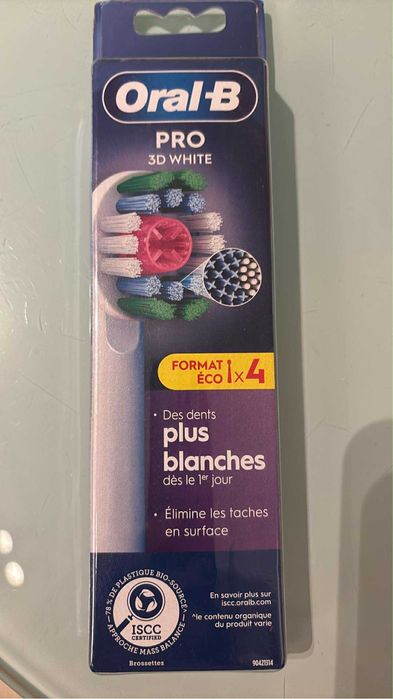 Oral-B
PRO
3D WHITE
FORMAT
ÉCO x4
• Des dents
plus
blanches
dès le 1er jour
• Élimine les taches
en surface
78 % DE PLASTIQUE BIO-SOURCÉ^
APPROCHE MASS BALANCE
ISCC
CERTIFIED
En savoir plus sur
iscc.oralb.com
^le contenu organique
du produit varie
Brossettes
90421914